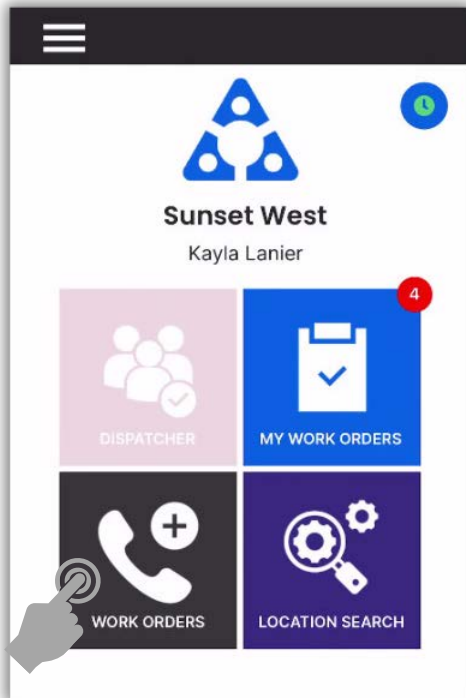 Sunset West
Kayla Lanier
4
DISPATCHER
MY WORK ORDERS
WORK ORDERS
LOCATION SEARCH